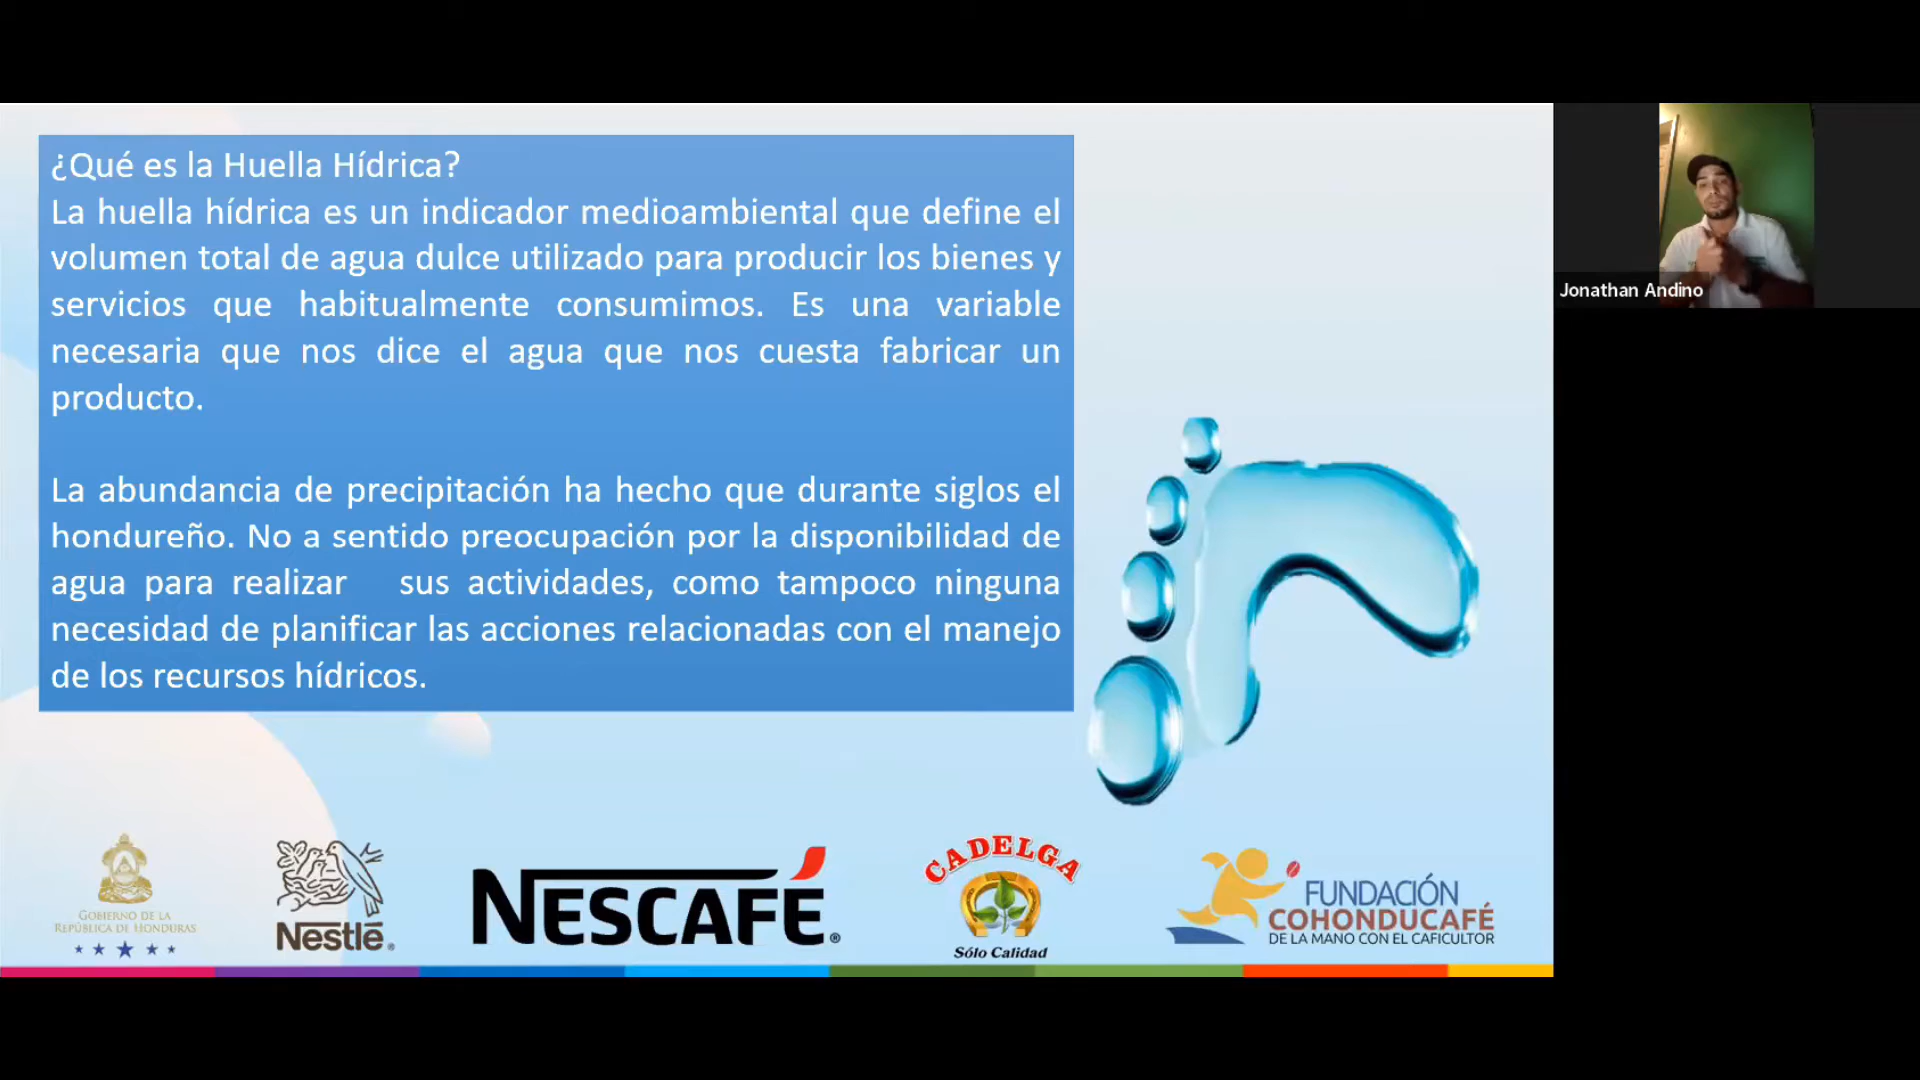 ¿Qué es la Huella Hídrica?
La huella hídrica es un indicador medioambiental que define el
volumen total de agua dulce utilizado para producir los bienes y
servicios que habitualmente consumimos. Es una variable
necesaria que nos dice el agua que nos cuesta fabricar un
producto.
La abundancia de precipitación ha hecho que durante siglos el
hondureño. No a sentido preocupación por la disponibilidad de
agua para realizar sus actividades, como tampoco ninguna
necesidad de planificar las acciones relacionadas con el manejo
de los recursos hídricos.
Jonathan Andino
GOBIERNO DE LA
REPÚBLICA DE HONDURAS
Nestlé®
NESCAFÉ®
CADELGA
Sólo Calidad
FUNDACIÓN
COHONDUCAFÉ
DE LA MANO CON EL CAFICULTOR